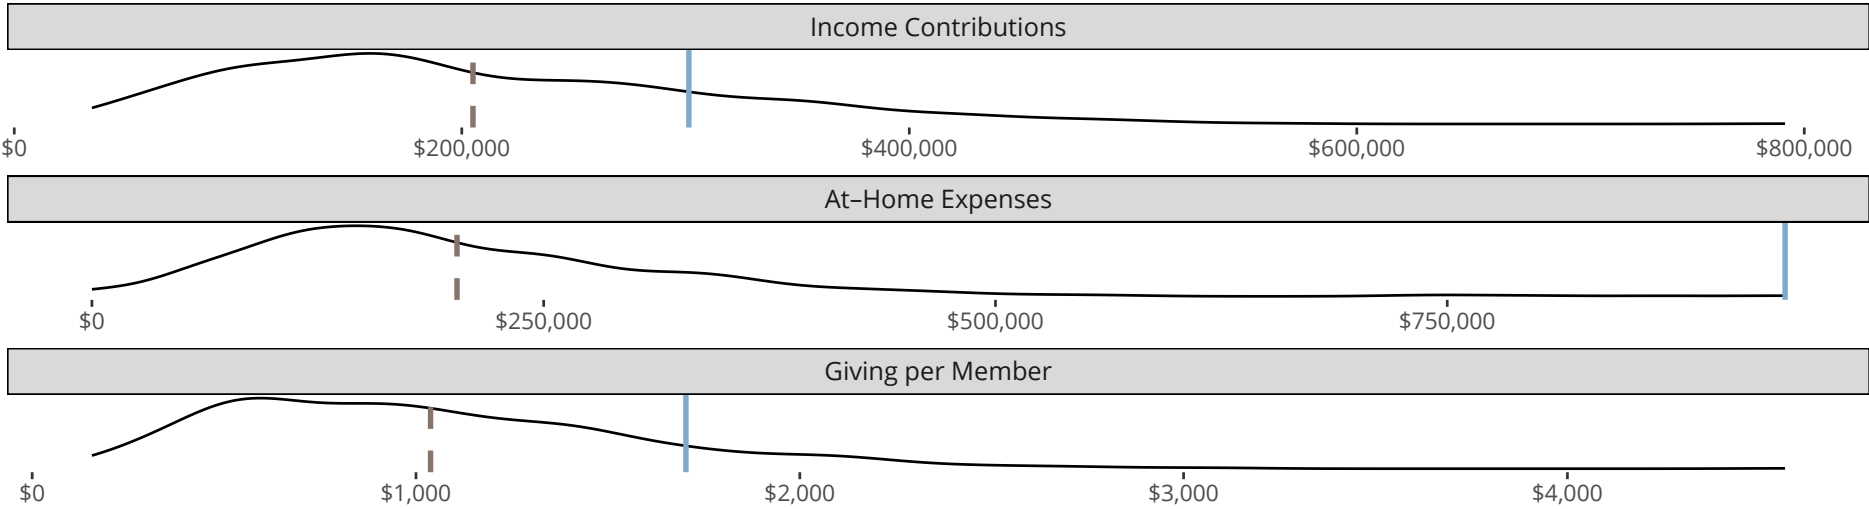 Income Contributions
$0 $200,000 $400,000 $600,000 $800,000
At–Home Expenses
$0 $250,000 $500,000 $750,000
Giving per Member
$0 $1,000 $2,000 $3,000 $4,000